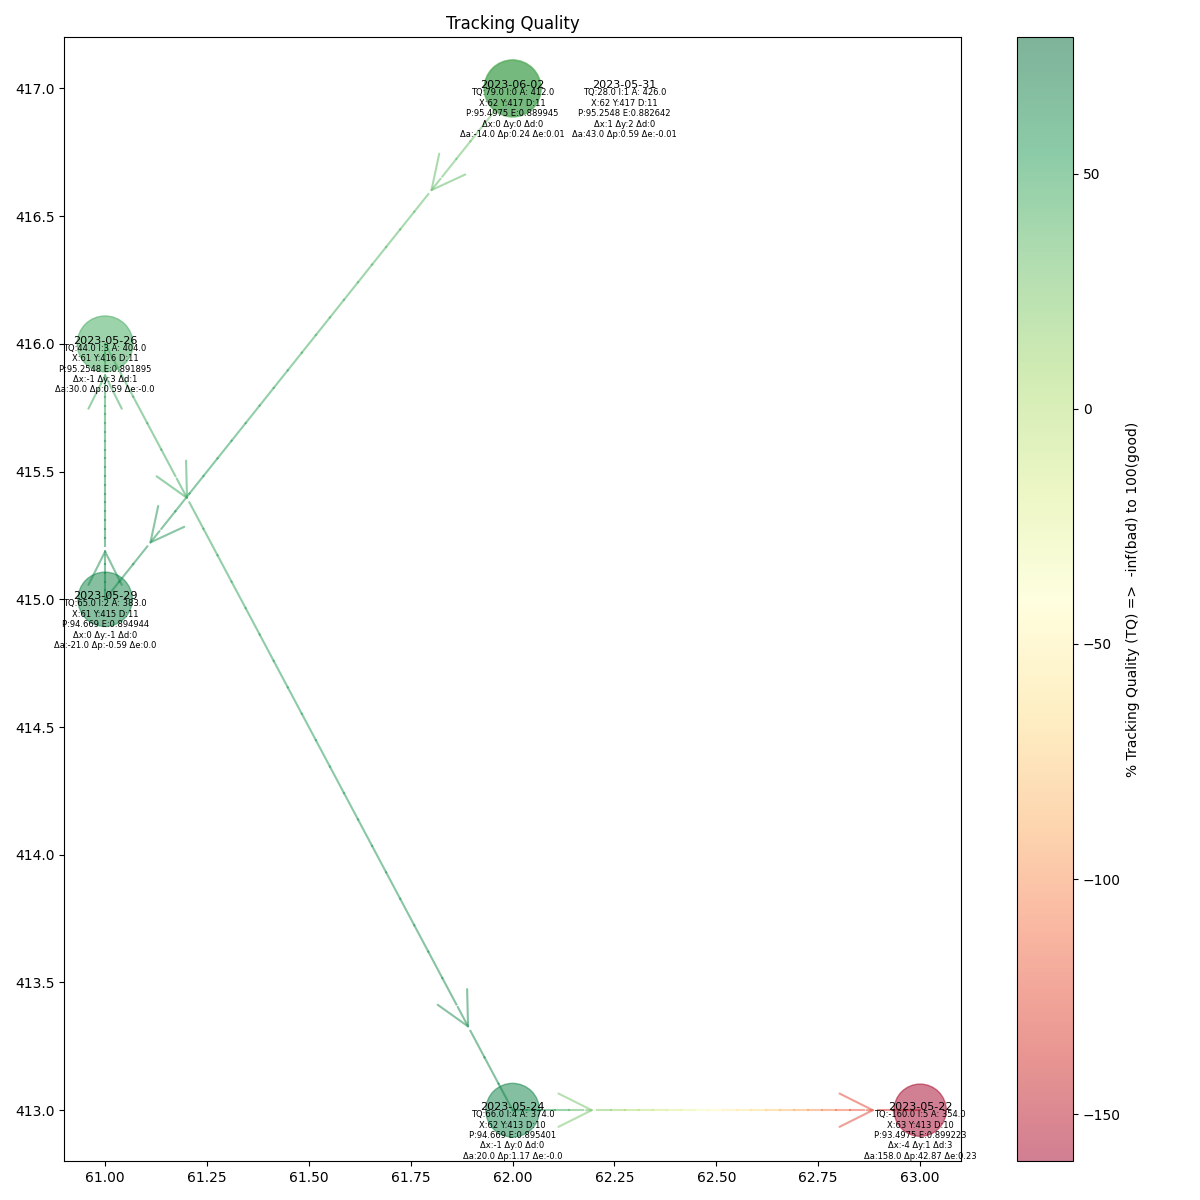 Tracking Quality
417.0
416.5
416.0
415.5
415.0
414.5
414.0
413.5
413.0
2023-06-02
TQ:79.0 I:0 A: 412.0
X:62 Y:417 D:11
P:95.4975 E:0.889945
Δx:0 Δy:0 Δd:0
Δa:-14.0 Δp:0.24 Δe:0.01
2023-05-31
TQ:28.0 I:1 A: 426.0
X:62 Y:417 D:11
P:95.2548 E:0.882642
Δx:1 Δy:2 Δd:0
Δa:43.0 Δp:0.59 Δe:-0.01
2023-05-26
TQ:44.0 I:3 A: 404.0
X:61 Y:416 D:11
P:95.2548 E:0.891895
Δx:-1 Δy:3 Δd:1
Δa:30.0 Δp:0.59 Δe:-0.0
2023-05-29
TQ:65.0 I:2 A: 383.0
X:61 Y:415 D:11
P:94.669 E:0.894944
Δx:0 Δy:-1 Δd:0
Δa:-21.0 Δp:-0.59 Δe:0.0
2023-05-24
TQ:66.0 I:4 A: 374.0
X:62 Y:413 D:10
P:94.669 E:0.895401
Δx:-1 Δy:0 Δd:0
Δa:20.0 Δp:1.17 Δe:-0.0
2023-05-22
TQ:-160.0 I:5 A: 354.0
X:63 Y:413 D:10
P:93.4975 E:0.899223
Δx:-4 Δy:1 Δd:3
Δa:158.0 Δp:42.87 Δe:0.23
61.00 61.25 61.50 61.75 62.00 62.25 62.50 62.75 63.00
50
0
−50
−100
−150
% Tracking Quality (TQ) => -inf(bad) to 100(good)